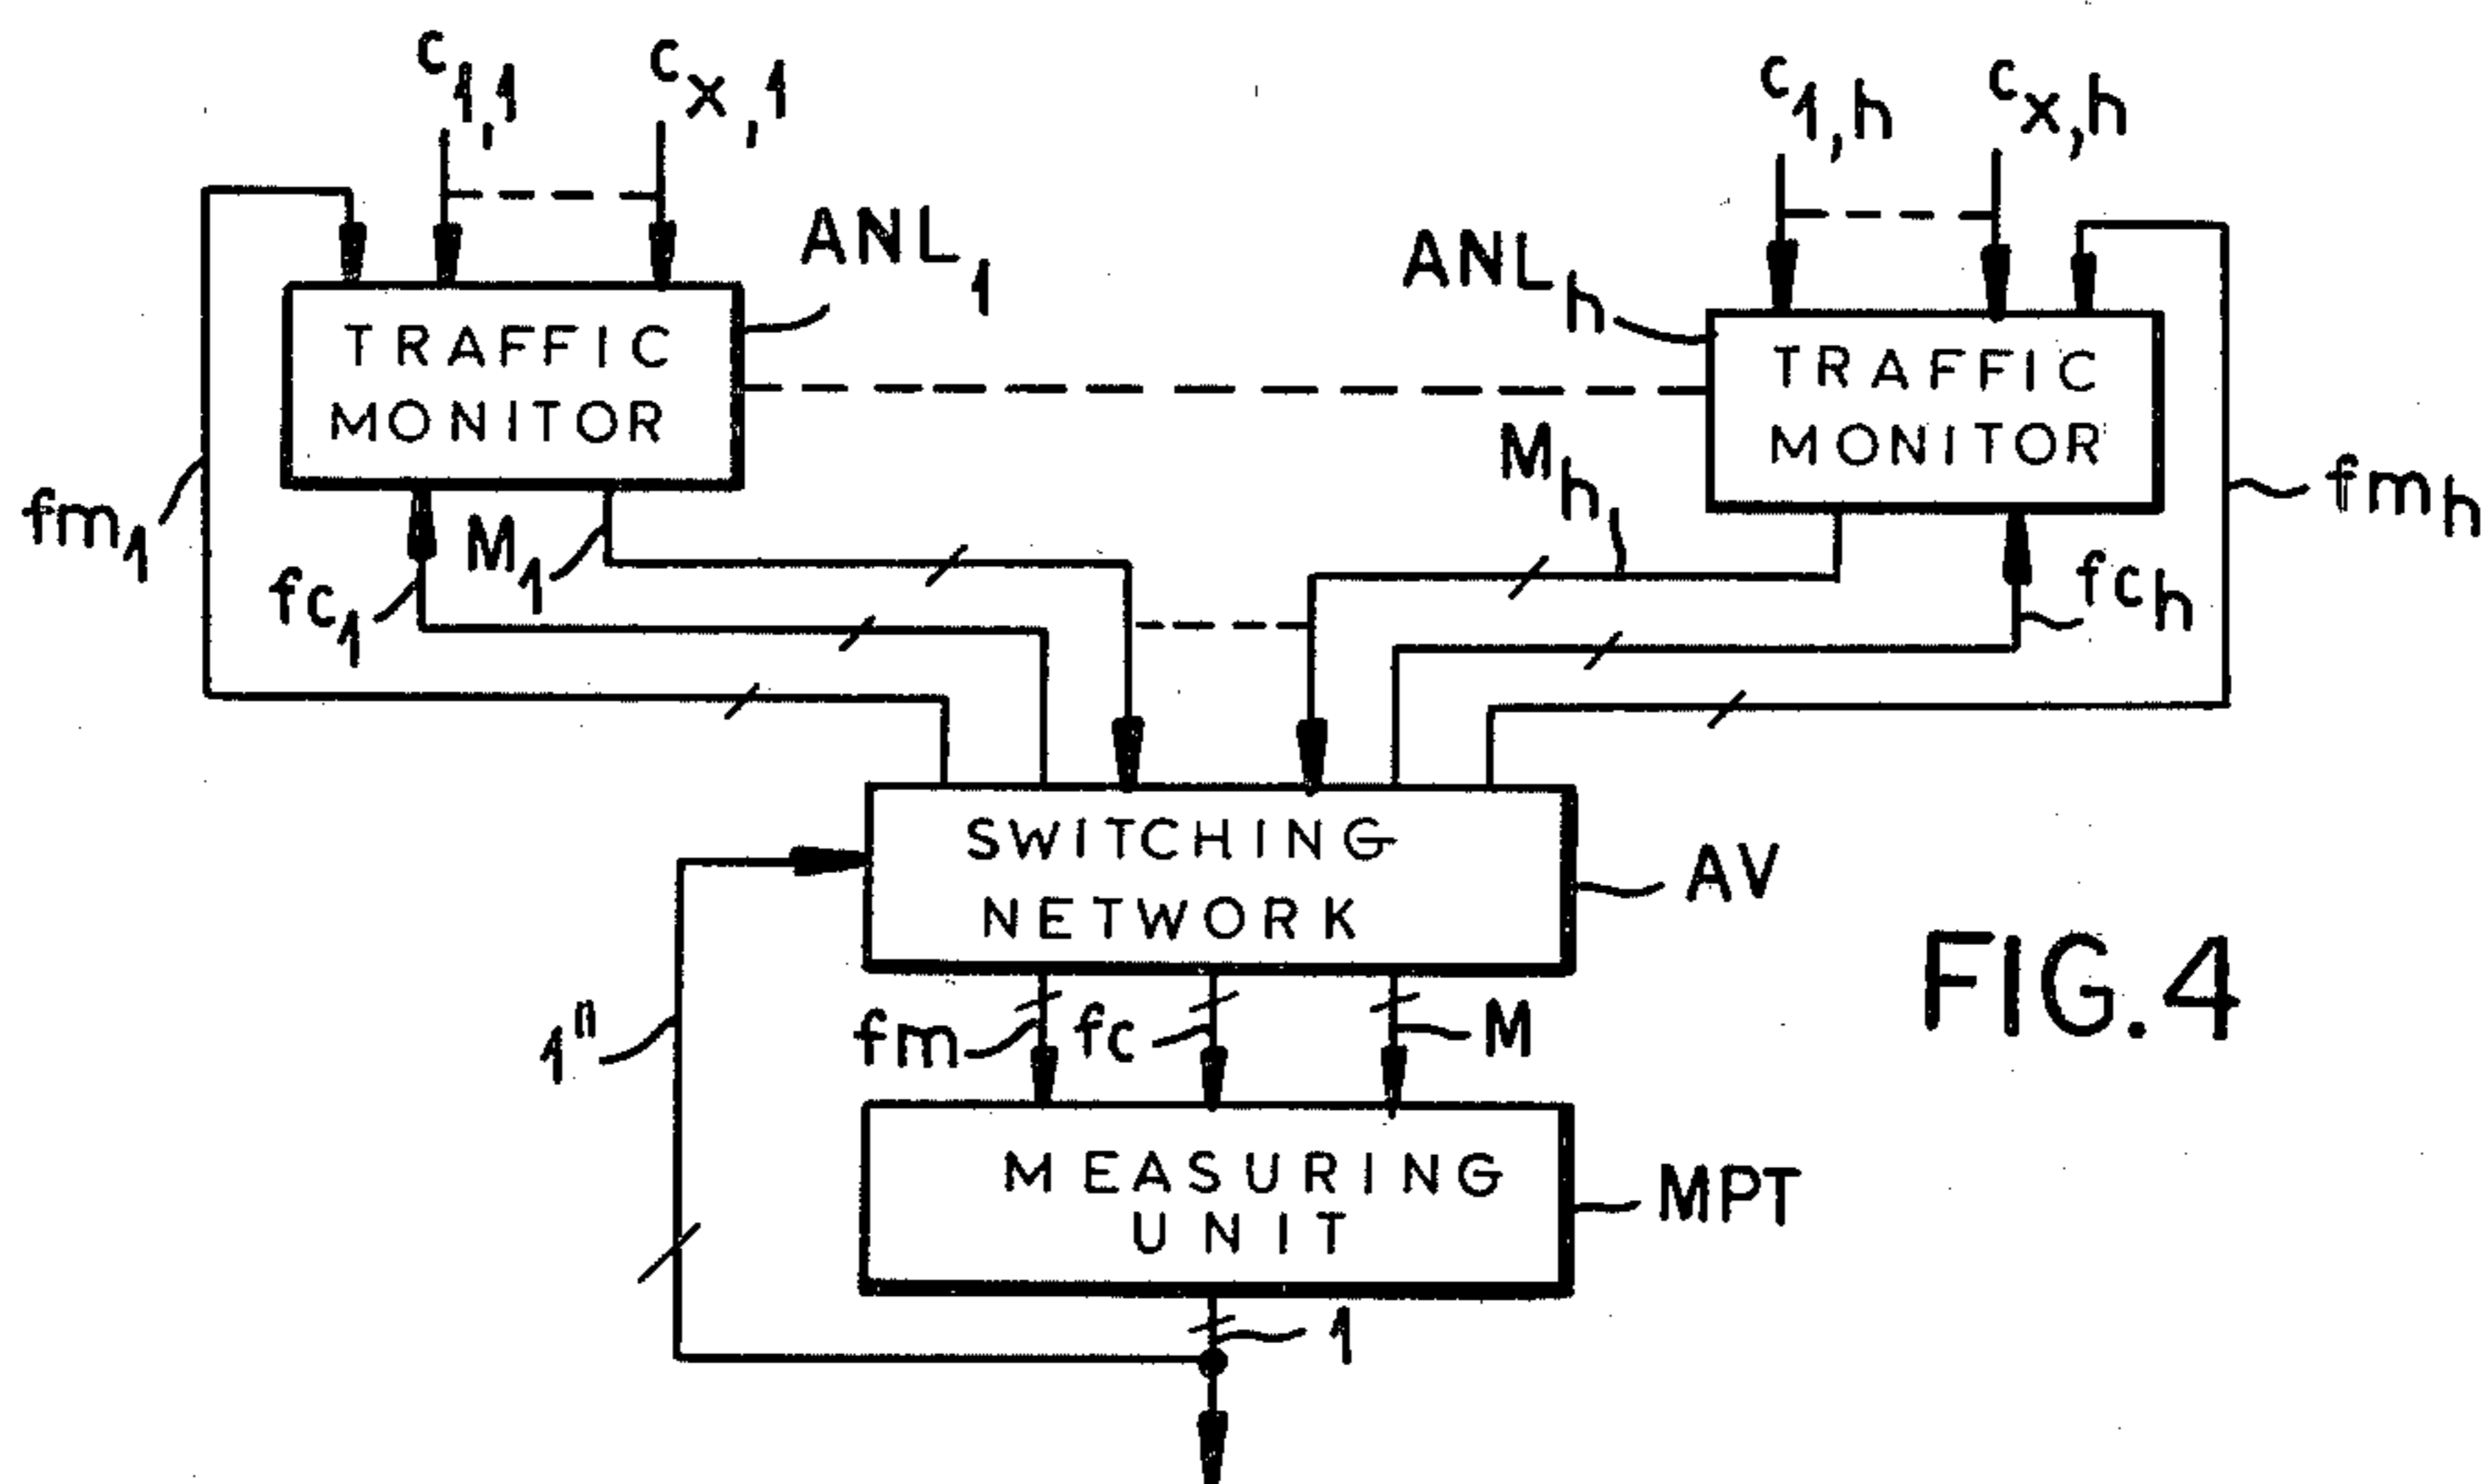 c1,1
cx,1
c1,h
cx,h
ANL1
ANLh
TRAFFIC
MONITOR
TRAFFIC
MONITOR
fm1
fc1
M1
Mh
fch
fmh
SWITCHING
NETWORK
AV
FIG.4
1n
fm
fc
M
MEASURING
UNIT
MPT
1